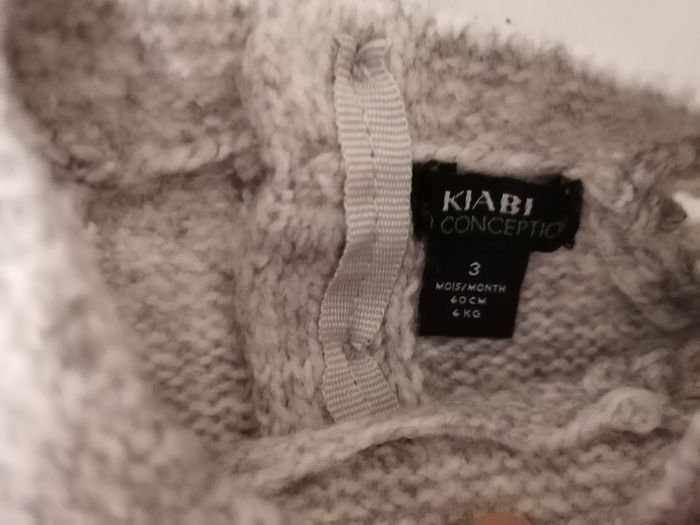 KIABI
CONCEPTIO
3
MOIS/MONTH
60 CM
6 KG